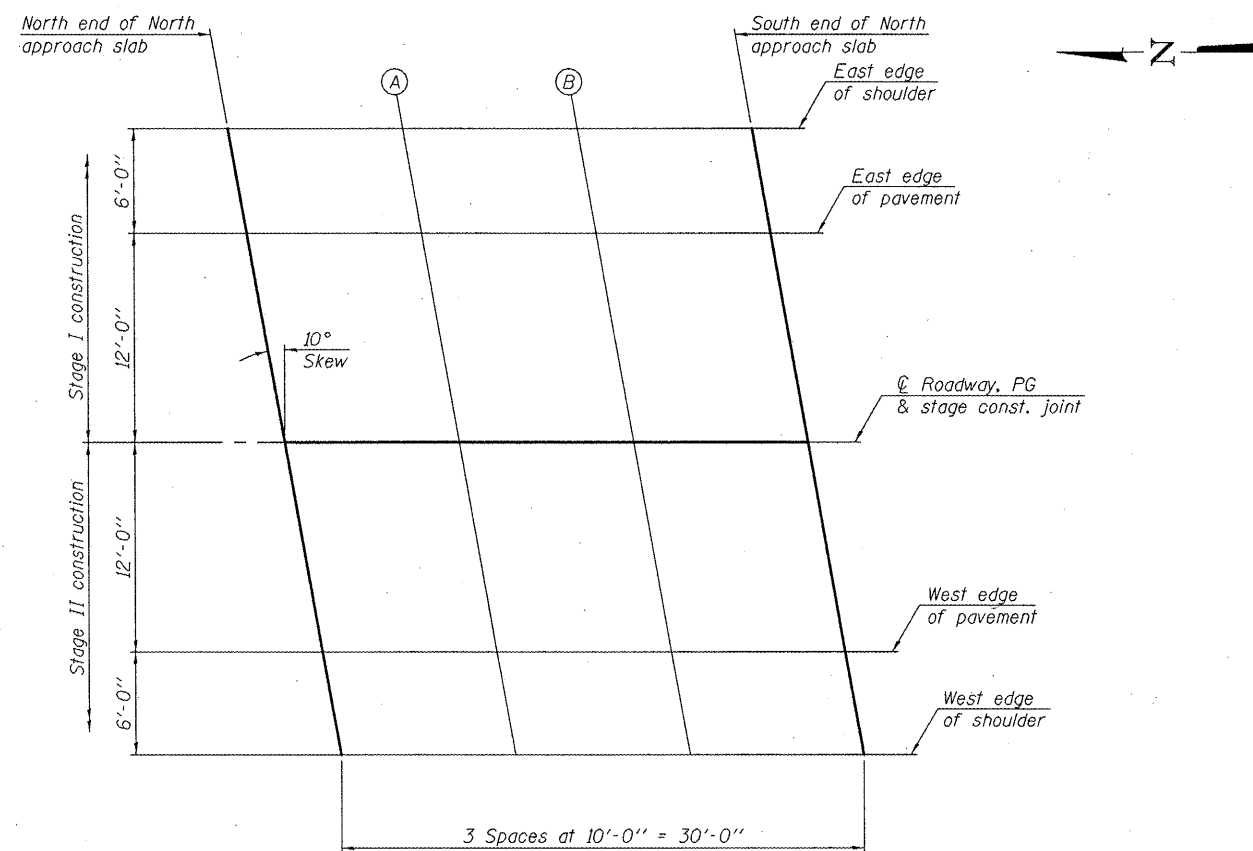 North end of North
approach slab
South end of North
approach slab
N
A
B
East edge
of shoulder
East edge
of pavement
6'-0"
12'-0"
Stage I construction
10°
Skew
℄ Roadway, PG
& stage const. joint
12'-0"
Stage II construction
6'-0"
West edge
of pavement
West edge
of shoulder
3 Spaces at 10'-0" = 30'-0"